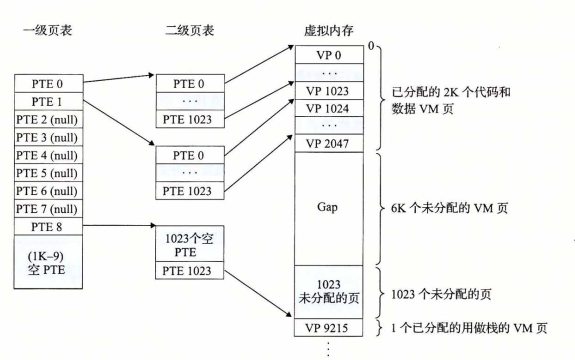 一级页表
二级页表
虚拟内存
PTE 0
PTE 1
PTE 2 (null)
PTE 3 (null)
PTE 4 (null)
PTE 5 (null)
PTE 6 (null)
PTE 7 (null)
PTE 8
(1K–9)
空 PTE
PTE 0
···
PTE 1023
PTE 0
···
PTE 1023
1023个空
PTE
PTE 1023
0
VP 0
···
VP 1023
VP 1024
···
VP 2047
Gap
1023
未分配的页
VP 9215
⋮
已分配的 2K 个代码和
数据 VM 页
6K 个未分配的 VM 页
1023 个未分配的页
1 个已分配的用做栈的 VM 页